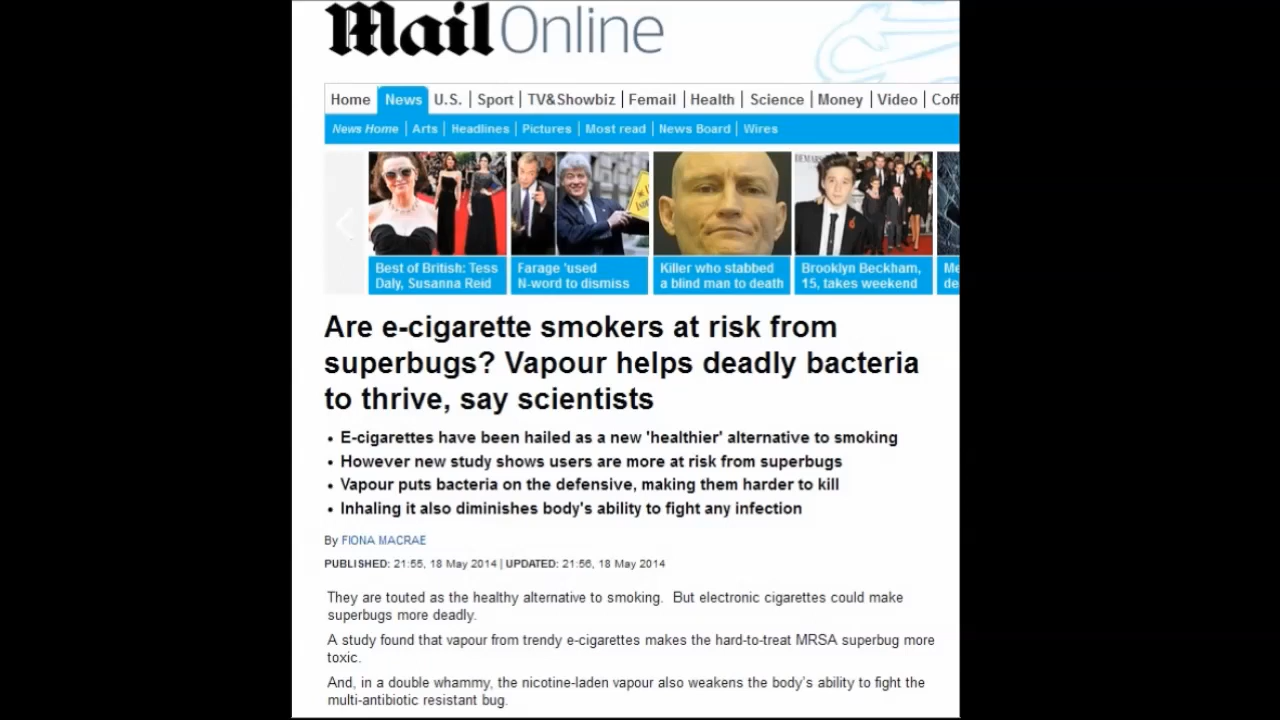 Mail Online
Home News U.S. Sport TV&Showbiz Femail Health Science Money Video Coff
News Home Arts Headlines Pictures Most read News Board Wires
Best of British: Tess
Daly, Susanna Reid
Farage 'used
N-word to dismiss
Killer who stabbed
a blind man to death
Brooklyn Beckham,
15, takes weekend
Me
de
Are e-cigarette smokers at risk from
superbugs? Vapour helps deadly bacteria
to thrive, say scientists
• E-cigarettes have been hailed as a new 'healthier' alternative to smoking
• However new study shows users are more at risk from superbugs
• Vapour puts bacteria on the defensive, making them harder to kill
• Inhaling it also diminishes body's ability to fight any infection
By FIONA MACRAE
PUBLISHED: 21:55, 18 May 2014 | UPDATED: 21:56, 18 May 2014
They are touted as the healthy alternative to smoking. But electronic cigarettes could make
superbugs more deadly.
A study found that vapour from trendy e-cigarettes makes the hard-to-treat MRSA superbug more
toxic.
And, in a double whammy, the nicotine-laden vapour also weakens the body's ability to fight the
multi-antibiotic resistant bug.